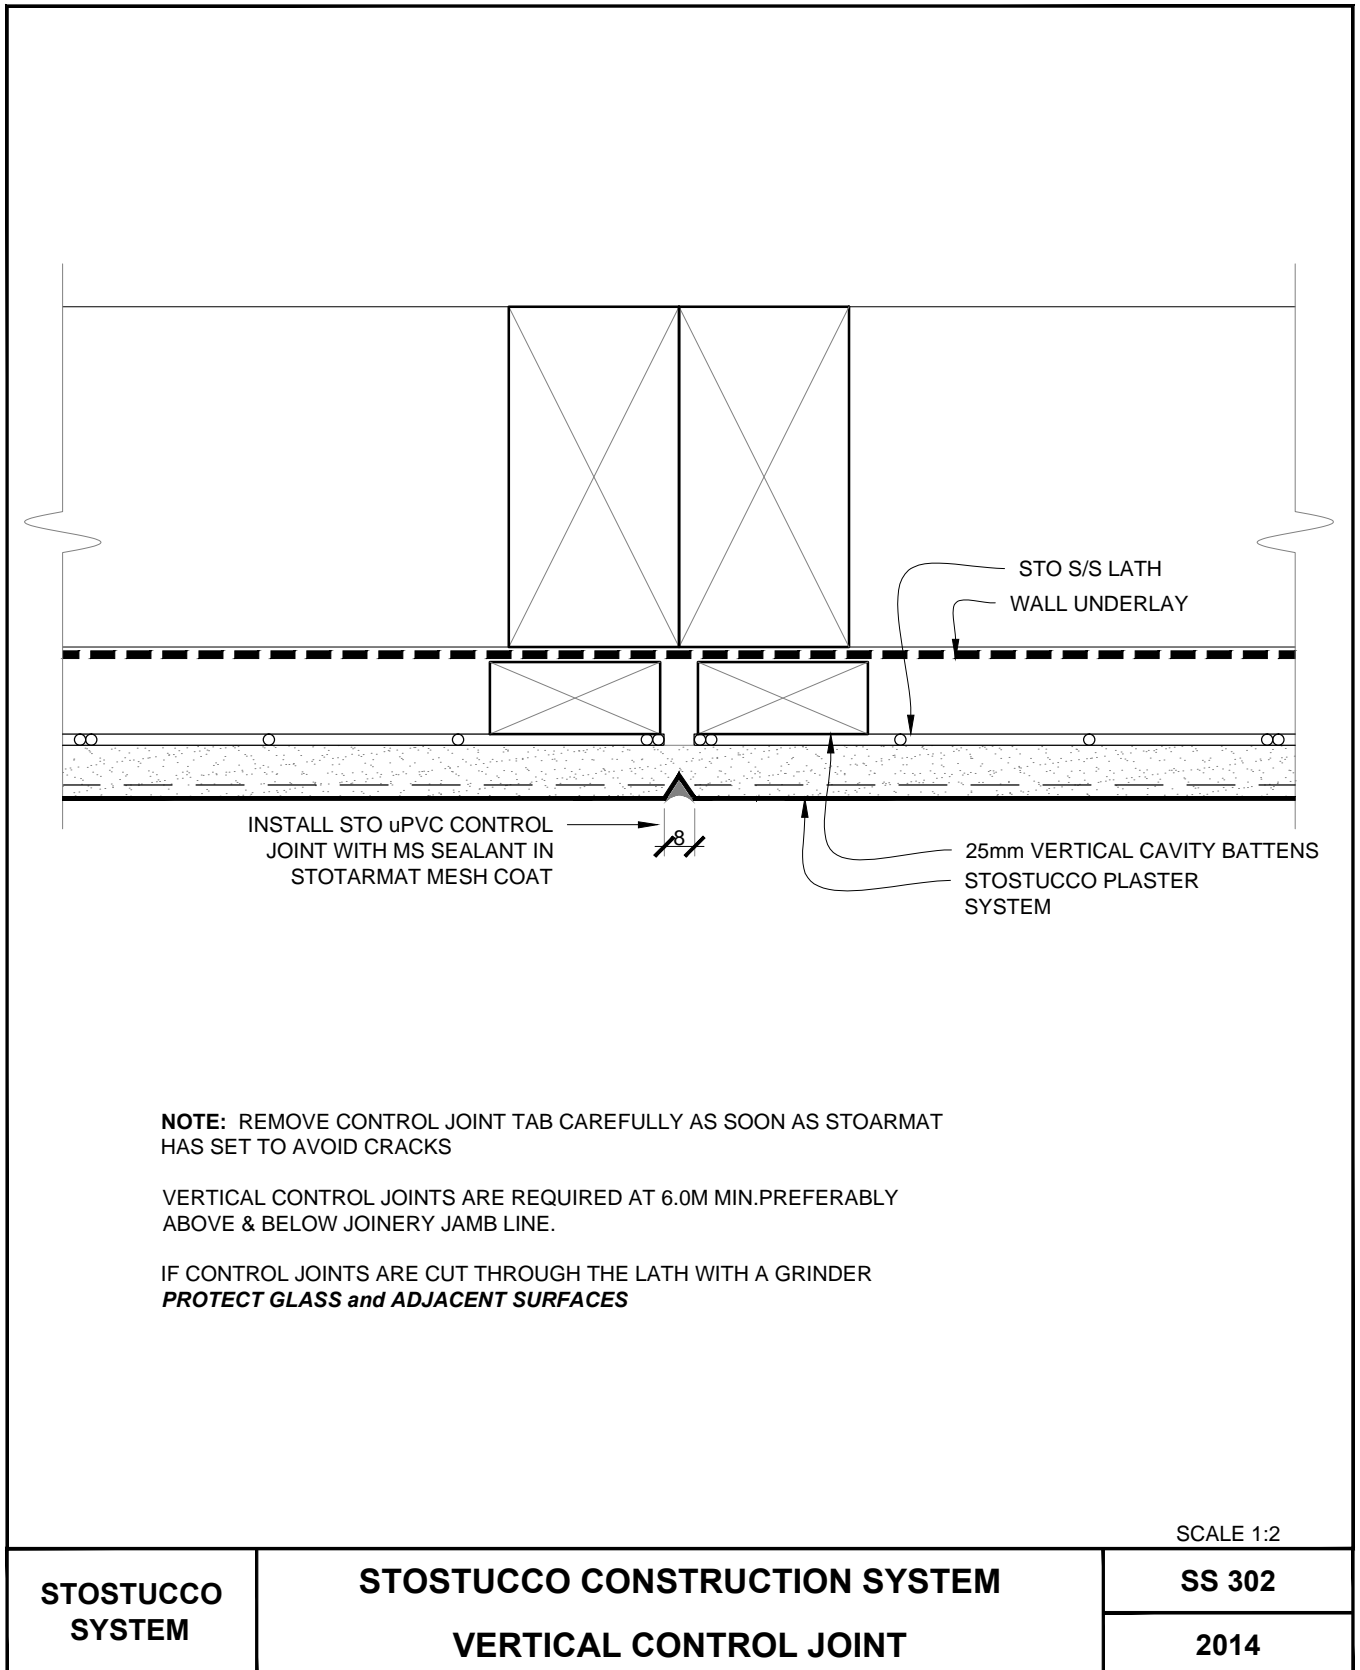 STO S/S LATH
WALL UNDERLAY
INSTALL STO uPVC CONTROL
JOINT WITH MS SEALANT IN
STOTARMAT MESH COAT
8
25mm VERTICAL CAVITY BATTENS
STOSTUCCO PLASTER
SYSTEM
NOTE: REMOVE CONTROL JOINT TAB CAREFULLY AS SOON AS STOARMAT
HAS SET TO AVOID CRACKS
VERTICAL CONTROL JOINTS ARE REQUIRED AT 6.0M MIN.PREFERABLY
ABOVE & BELOW JOINERY JAMB LINE.
IF CONTROL JOINTS ARE CUT THROUGH THE LATH WITH A GRINDER
PROTECT GLASS and ADJACENT SURFACES
SCALE 1:2
STOSTUCCO
SYSTEM
STOSTUCCO CONSTRUCTION SYSTEM
VERTICAL CONTROL JOINT
SS 302
2014